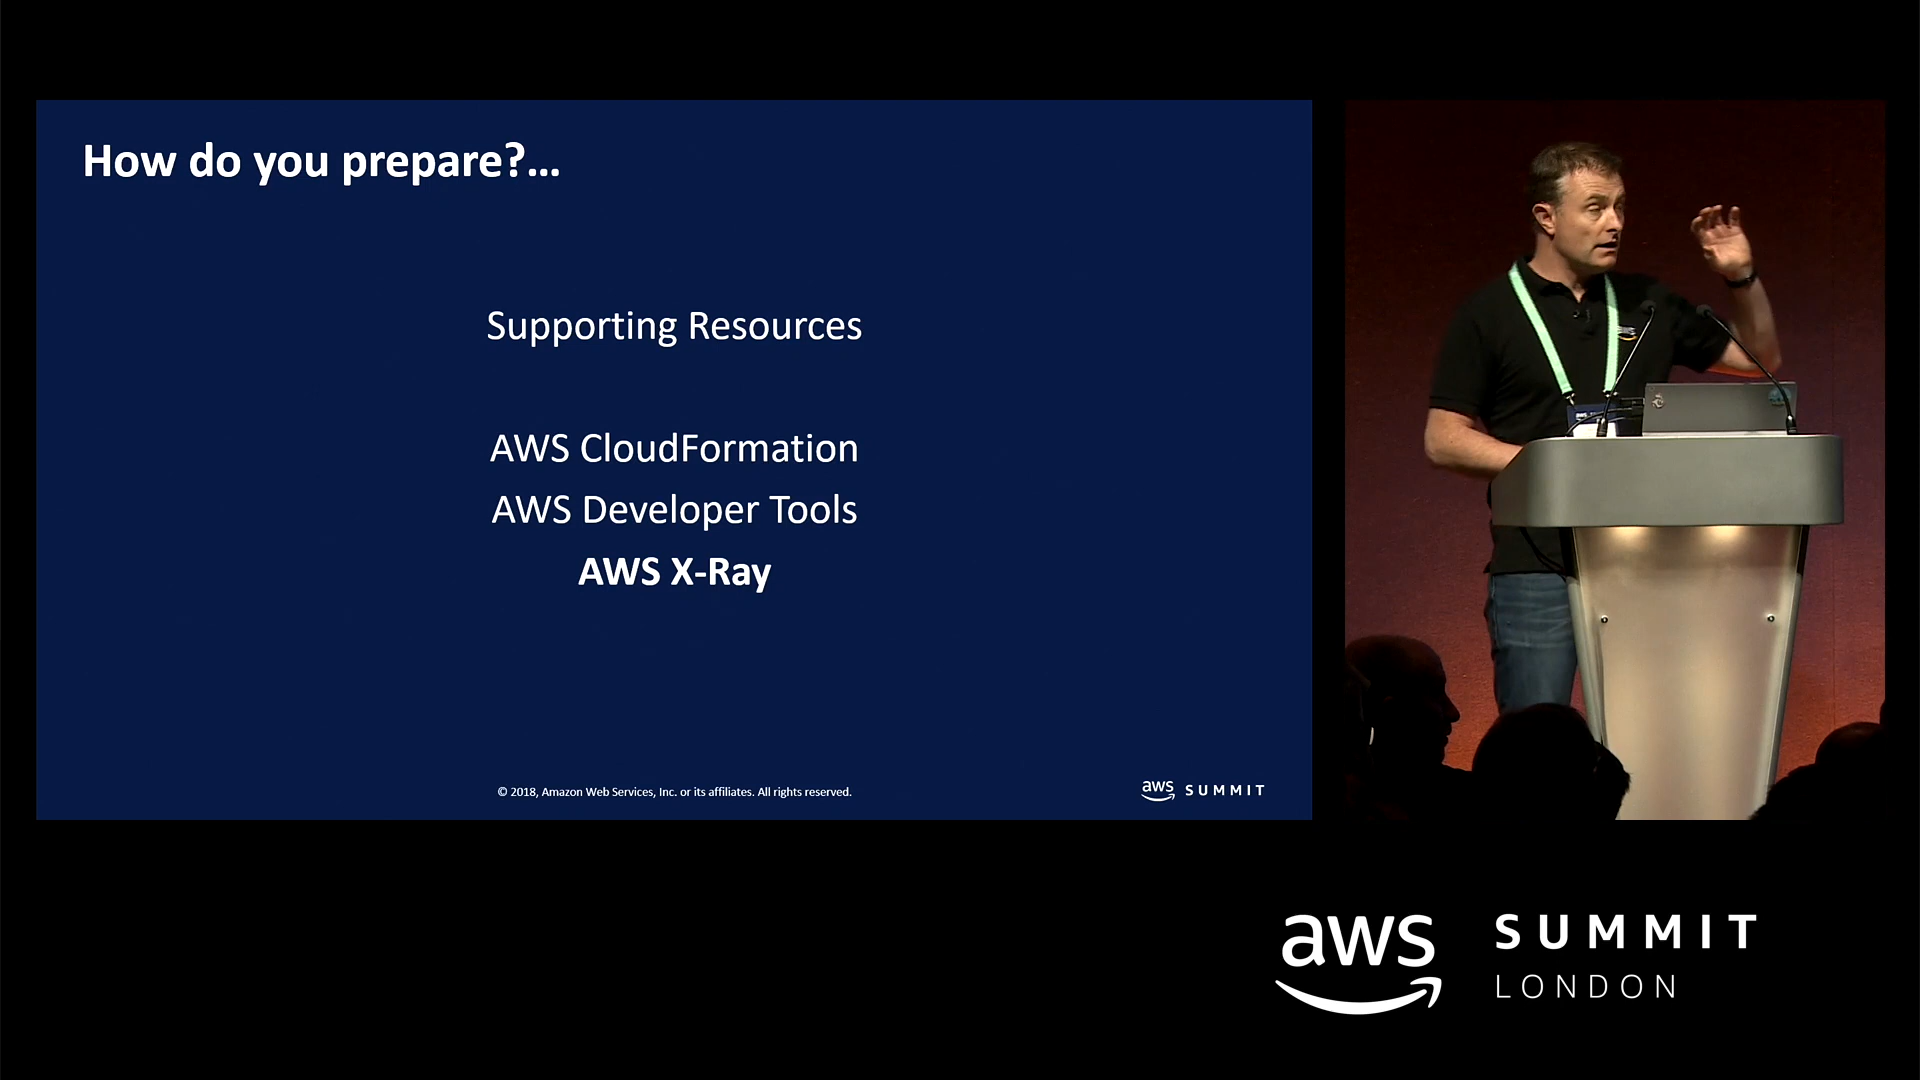 How do you prepare?...
Supporting Resources
AWS CloudFormation
AWS Developer Tools
AWS X-Ray
© 2018, Amazon Web Services, Inc. or its affiliates. All rights reserved.
aws SUMMIT
aws SUMMIT
LONDON